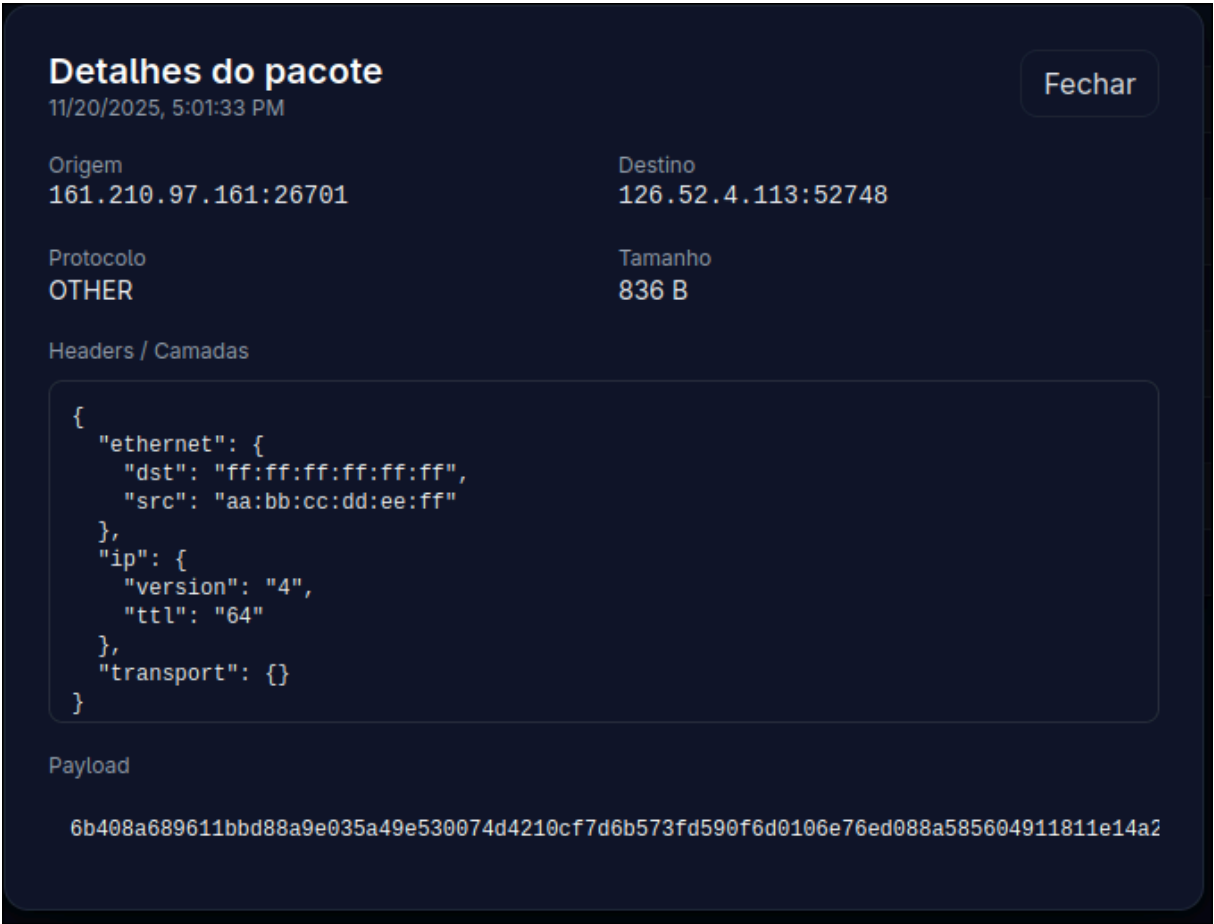 Detalhes do pacote
Fechar
11/20/2025, 5:01:33 PM
Origem
161.210.97.161:26701
Destino
126.52.4.113:52748
Protocolo
OTHER
Tamanho
836 B
Headers / Camadas
{
  "ethernet": {
    "dst": "ff:ff:ff:ff:ff:ff",
    "src": "aa:bb:cc:dd:ee:ff"
  },
  "ip": {
    "version": "4",
    "ttl": "64"
  },
  "transport": {}
}
Payload
6b408a689611bbd88a9e035a49e530074d4210cf7d6b573fd590f6d0106e76ed088a585604911811e14a2